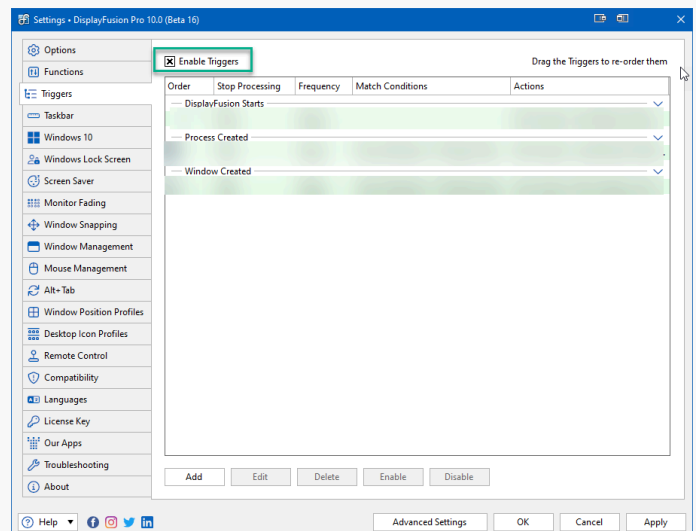 Settings • DisplayFusion Pro 10.0 (Beta 16)
Options
Functions
Triggers
Taskbar
Windows 10
Windows Lock Screen
Screen Saver
Monitor Fading
Window Snapping
Window Management
Mouse Management
Alt+Tab
Window Position Profiles
Desktop Icon Profiles
Remote Control
Compatibility
Languages
License Key
Our Apps
Troubleshooting
About
Enable Triggers
Drag the Triggers to re-order them
Order Stop Processing Frequency Match Conditions Actions
DisplayFusion Starts
Process Created
Window Created
Add Edit Delete Enable Disable
Help Advanced Settings OK Cancel Apply